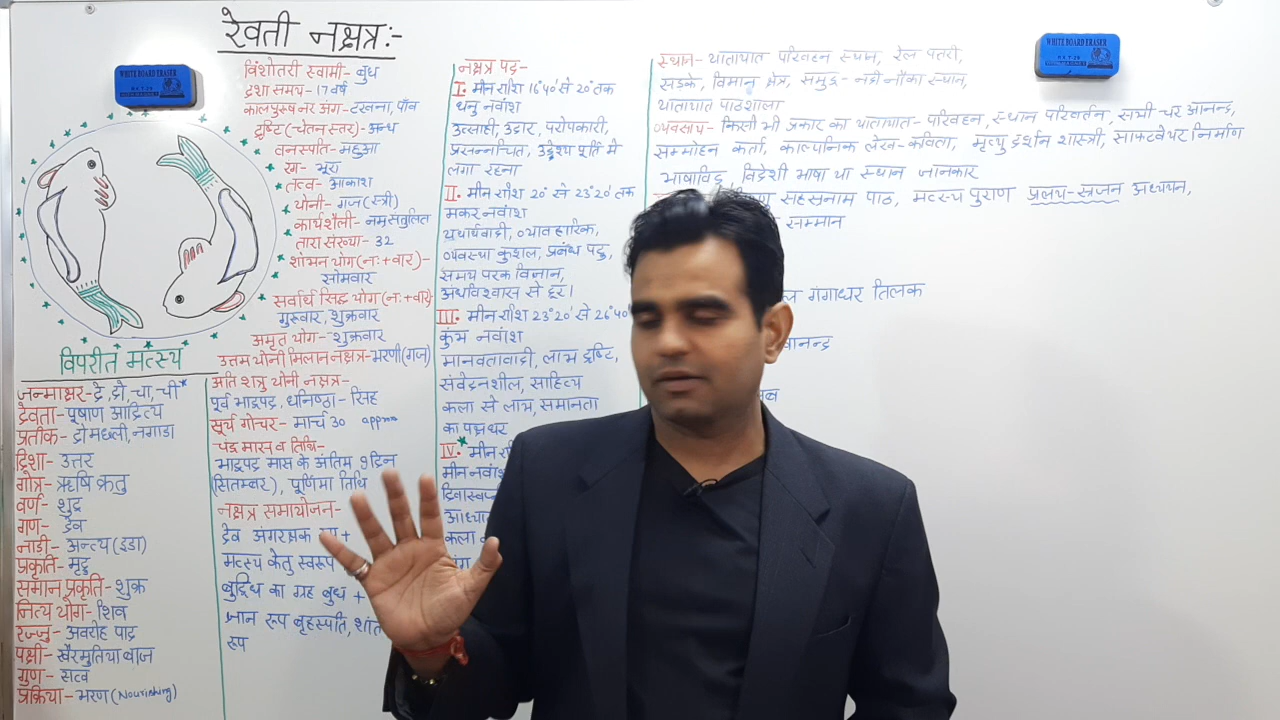 रेवती नक्षत्र:-
WHITE BOARD ERASER
WHITE BOARD ERASER
विपरीत मत्स्य
जन्माक्षर- दे, दो, चा, ची
देवता- पूषाण आदित्य
प्रतीक- दो मछली, नगाडा
दिशा- उत्तर
गोत्र- ऋषि क्रतु
वर्ण- शुद्र
गण- देव
नाडी- अन्त्य (इडा)
प्रकृति- मृदु
समान प्रकृति- शुक्र
नित्य योग- शिव
रज्जु- अवरोह पाद
पक्षी- खैरमुतिया बाज
गुण- सत्व
प्रक्रिया- भरण (Nourishing)
विंशोतरी स्वामी- बुध
दशा समय- 17 वर्ष
कालपुरुष नर अंग- टखना, पाँव
दृष्टि (चेतन स्तर)- अन्ध
वनस्पति- महुआ
रंग- भूरा
तत्व- आकाश
योनी- गज (स्त्री)
कार्यशैली- नम्र संतुलित
तारा संख्या- 32
शोभन योग (न.+वार)-
सोमवार
सर्वार्थ सिद्ध योग (न.+वार)-
गुरूवार, शुक्रवार
अमृत योग- शुक्रवार
उत्तम योनी मिलान नक्षत्र- भरणी (गज)
अति शत्रु योनी नक्षत्र-
पूर्व भाद्रपद, धनिष्ठा- सिंह
सूर्य गोचर- मार्च 30 approx
चंद्र मास व तिथि-
भाद्रपद मास के अंतिम 9 दिन
(सितम्बर), पूर्णिमा तिथि
नक्षत्र समायोजन-
देव अंगरक्षक +
मत्स्य केतु स्वरूप
बुद्धि का ग्रह बुध +
ज्ञान रूप बृहस्पति, शांत
रूप
नक्षत्र पद-
I. मीन राशि 16°40' से 20° तक
धनु नवांश
उत्साही, उदार, परोपकारी,
प्रसन्नचित, उद्देश्य पूर्ति मे
लगा रहना
II. मीन राशि 20° से 23°20' तक
मकर नवांश
यथार्थवादी, व्यावहारिक,
व्यवस्था कुशल, प्रबंध पटु,
समय परक विज्ञान,
अंधविश्वास से दूर।
III. मीन राशि 23°20' से 26°40'
कुंभ नवांश
मानवतावादी, लाभ दृष्टि,
संवेदनशील, साहित्य
कला से लाभ, समानता
का पक्षधर
IV. मीन
मीन नवांश
कला
स्थान- यातायात परिवहन स्थान, रेल पतरी,
सड़के, विमान क्षेत्र, समुद्र- नदी नौका स्थान,
यातायात पाठशाला
व्यवसाय- किसी भी प्रकार का यातायात- परिवहन, स्थान परिवर्तन, सभी चर आनन्द,
सम्मोहन कर्ता, काल्पनिक लेख- कविता, मृत्यु दर्शन शास्त्री, साफ्टवेयर निर्माण
भाषाविद्, विदेशी भाषा या स्थान जानकार
सहस्रनाम पाठ, मत्स्य पुराण प्रलय- सृजन अध्ययन,
सम्मान
गंगाधर तिलक